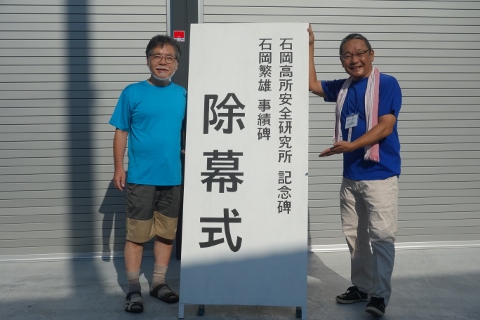 石岡高所安全研究所 記念碑
石岡繁雄 事績碑
除幕式